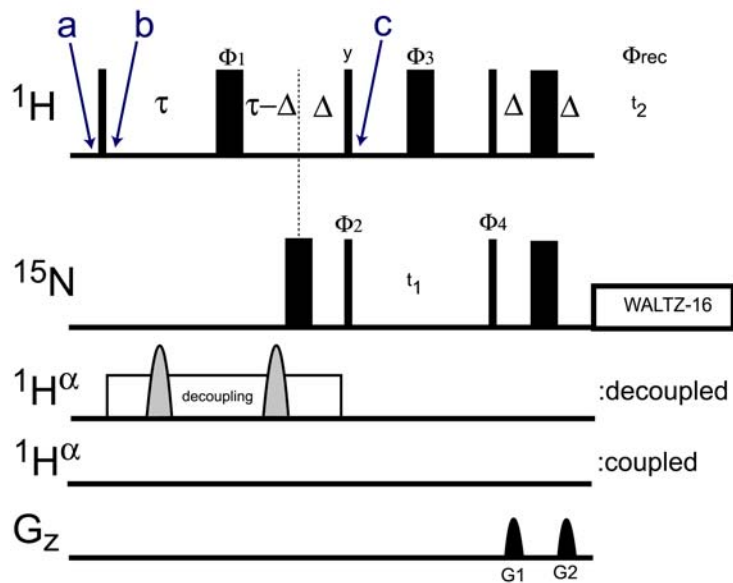 a b c
Φ1 y Φ3 Φrec
¹H τ τ−Δ Δ Δ Δ t₂
Φ2 Φ4
¹⁵N t₁
WALTZ-16
¹Hα decoupling :decoupled
¹Hα :coupled
Gz
G1 G2